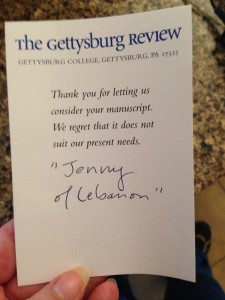 The Gettysburg Review
GETTYSBURG COLLEGE, GETTYSBURG, PA 17325
Thank you for letting us
consider your manuscript.
We regret that it does not
suit our present needs.
"Jenny
of Lebanon"